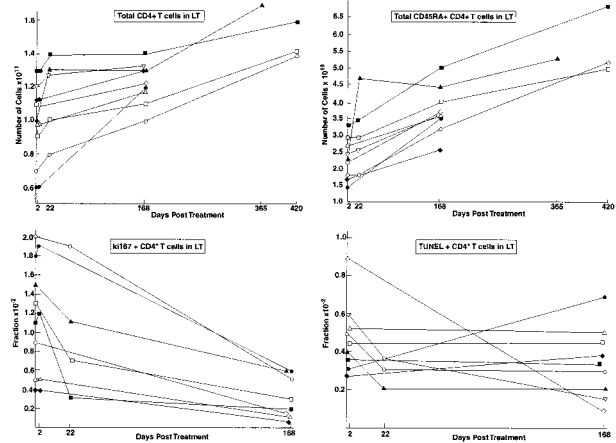 Total CD4+ T cells in LT
Number of Cells x10¹¹
1.6
1.4
1.2
1.0
0.8
0.6
2 22 168 365 420
Days Post Treatment
Total CD45RA+ CD4+ T cells in LT
Number of Cells x10¹⁰
6.5
6.0
5.5
5.0
4.5
4.0
3.5
3.0
2.5
2.0
1.5
1.0
2 22 168 365 420
Days Post Treatment
ki167 + CD4⁺ T cells in LT
Fraction x10⁻²
2.0
1.8
1.6
1.4
1.2
1.0
0.8
0.6
0.4
0.2
2 22 168
Days Post Treatment
TUNEL + CD4⁺ T cells in LT
Fraction x10⁻²
1.0
0.8
0.6
0.4
0.2
2 22 168
Days Post Treatment